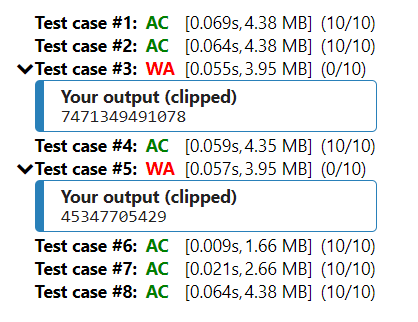 Test case #1: AC [0.069s, 4.38 MB] (10/10)
Test case #2: AC [0.064s, 4.38 MB] (10/10)
Test case #3: WA [0.055s, 3.95 MB] (0/10)
Your output (clipped)
7471349491078
Test case #4: AC [0.059s, 4.35 MB] (10/10)
Test case #5: WA [0.057s, 3.95 MB] (0/10)
Your output (clipped)
45347705429
Test case #6: AC [0.009s, 1.66 MB] (10/10)
Test case #7: AC [0.021s, 2.66 MB] (10/10)
Test case #8: AC [0.064s, 4.38 MB] (10/10)